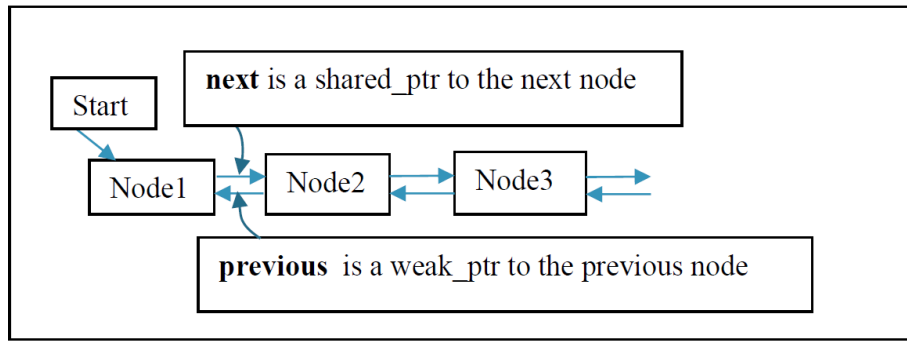 next is a shared_ptr to the next node
Start
Node1
Node2
Node3
previous is a weak_ptr to the previous node